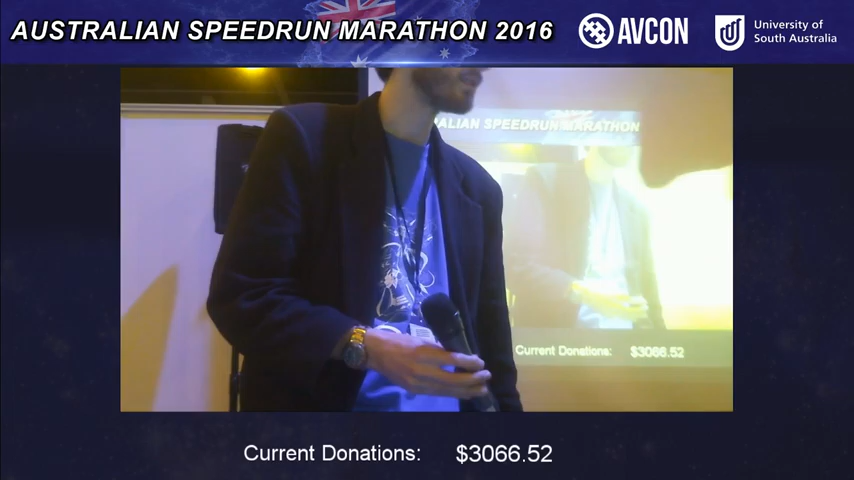 AUSTRALIAN SPEEDRUN MARATHON 2016
AVCON
University of
South Australia
ALIAN SPEEDRUN MARATHON
Current Donations: $3066.52
Current Donations: $3066.52